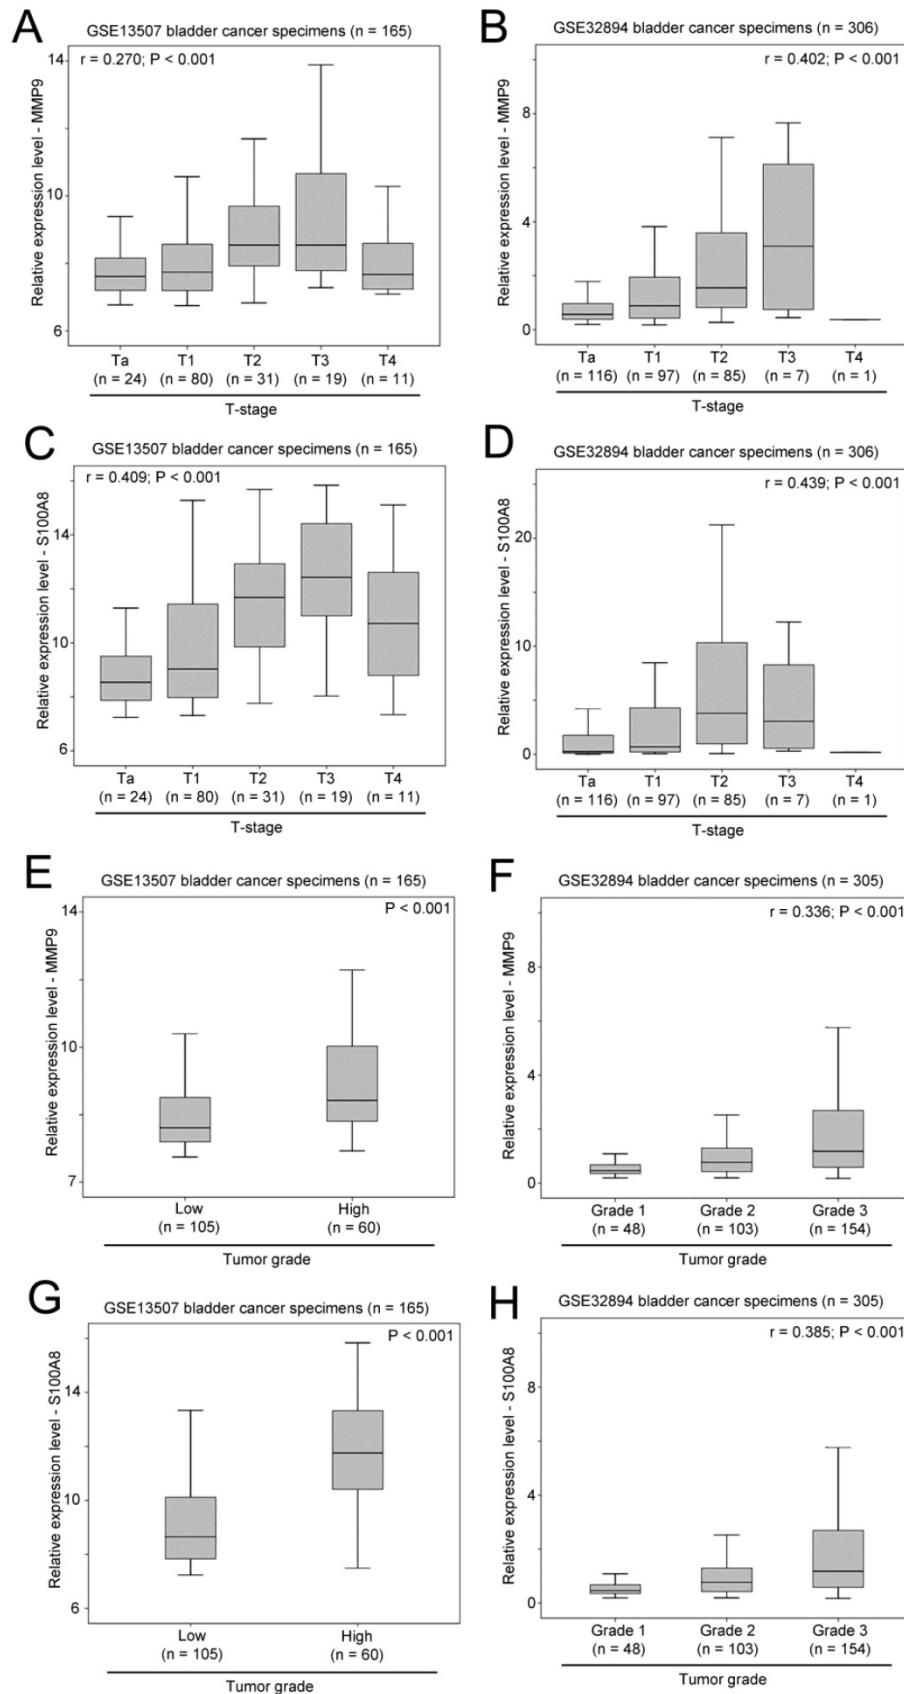 A
GSE13507 bladder cancer specimens (n = 165)
r = 0.270; P < 0.001
Relative expression level - MMP9
14
10
6
Ta T1 T2 T3 T4
(n = 24) (n = 80) (n = 31) (n = 19) (n = 11)
T-stage
B
GSE32894 bladder cancer specimens (n = 306)
r = 0.402; P < 0.001
Relative expression level - MMP9
8
4
0
Ta T1 T2 T3 T4
(n = 116) (n = 97) (n = 85) (n = 7) (n = 1)
T-stage
C
GSE13507 bladder cancer specimens (n = 165)
r = 0.409; P < 0.001
Relative expression level - S100A8
14
10
6
Ta T1 T2 T3 T4
(n = 24) (n = 80) (n = 31) (n = 19) (n = 11)
T-stage
D
GSE32894 bladder cancer specimens (n = 306)
r = 0.439; P < 0.001
Relative expression level - S100A8
20
10
0
Ta T1 T2 T3 T4
(n = 116) (n = 97) (n = 85) (n = 7) (n = 1)
T-stage
E
GSE13507 bladder cancer specimens (n = 165)
P < 0.001
Relative expression level - MMP9
14
10
7
Low High
(n = 105) (n = 60)
Tumor grade
F
GSE32894 bladder cancer specimens (n = 305)
r = 0.336; P < 0.001
Relative expression level - MMP9
8
4
0
Grade 1 Grade 2 Grade 3
(n = 48) (n = 103) (n = 154)
Tumor grade
G
GSE13507 bladder cancer specimens (n = 165)
P < 0.001
Relative expression level - S100A8
14
10
6
Low High
(n = 105) (n = 60)
Tumor grade
H
GSE32894 bladder cancer specimens (n = 305)
r = 0.385; P < 0.001
Relative expression level - S100A8
8
4
0
Grade 1 Grade 2 Grade 3
(n = 48) (n = 103) (n = 154)
Tumor grade